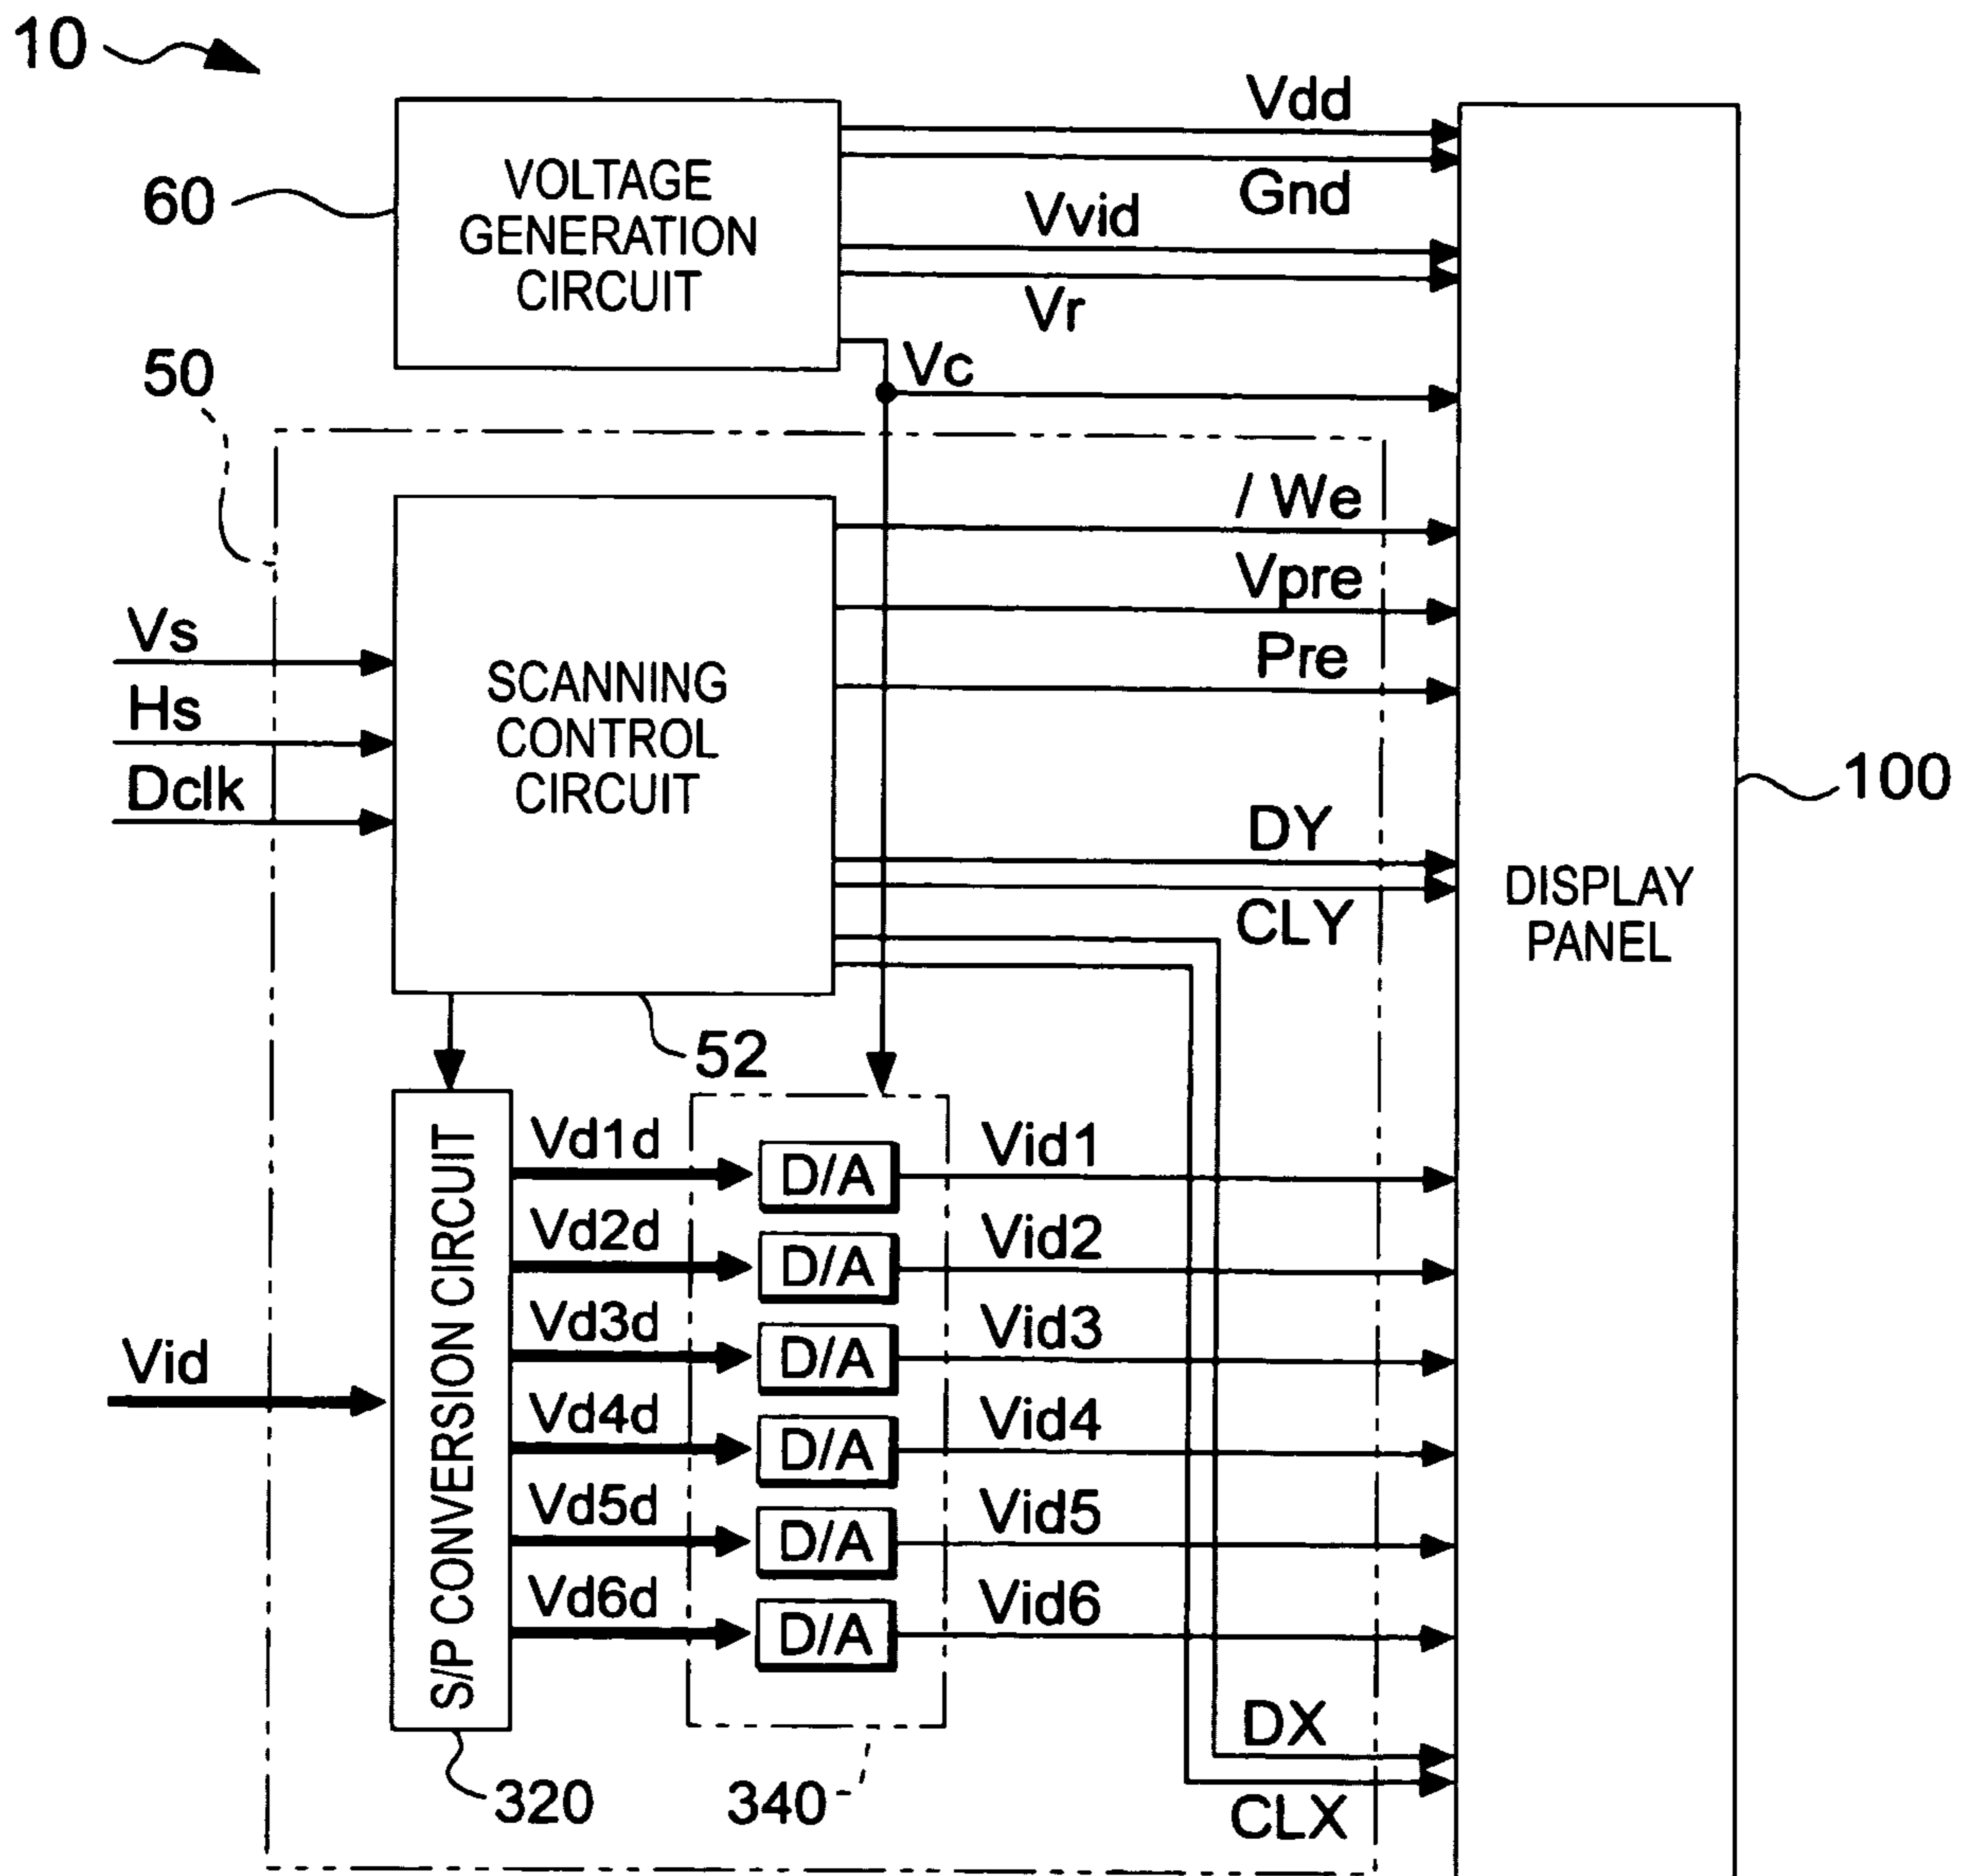 10
Vdd
VOLTAGE
GENERATION
CIRCUIT
60
Gnd
Vvid
Vr
50
Vc
/ We
Vpre
Vs
Pre
SCANNING
CONTROL
CIRCUIT
Hs
Dclk
100
DY
DISPLAY
PANEL
CLY
52
S/P CONVERSION CIRCUIT
Vd1d
D/A
Vid1
Vd2d
D/A
Vid2
Vd3d
D/A
Vid3
Vid
Vd4d
D/A
Vid4
Vd5d
D/A
Vid5
Vd6d
D/A
Vid6
DX
320
340
CLX